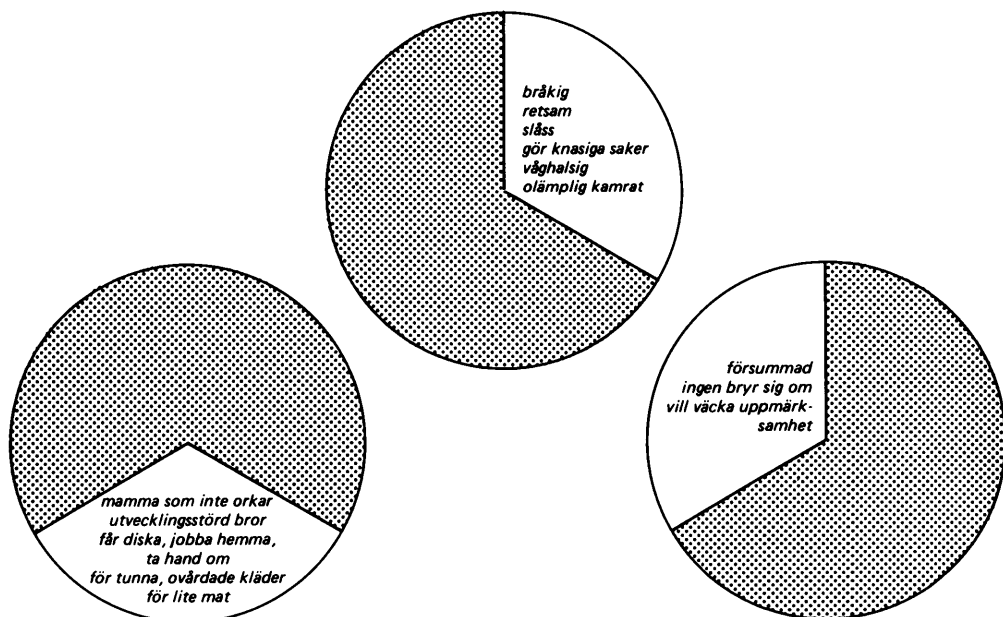 bråkig
retsam
slåss
gör knasiga saker
våghalsig
olämplig kamrat
mamma som inte orkar
utvecklingsstörd bror
får diska, jobba hemma,
ta hand om
för tunna, ovårdade kläder
för lite mat
försummad
ingen bryr sig om
vill väcka uppmärk-
samhet